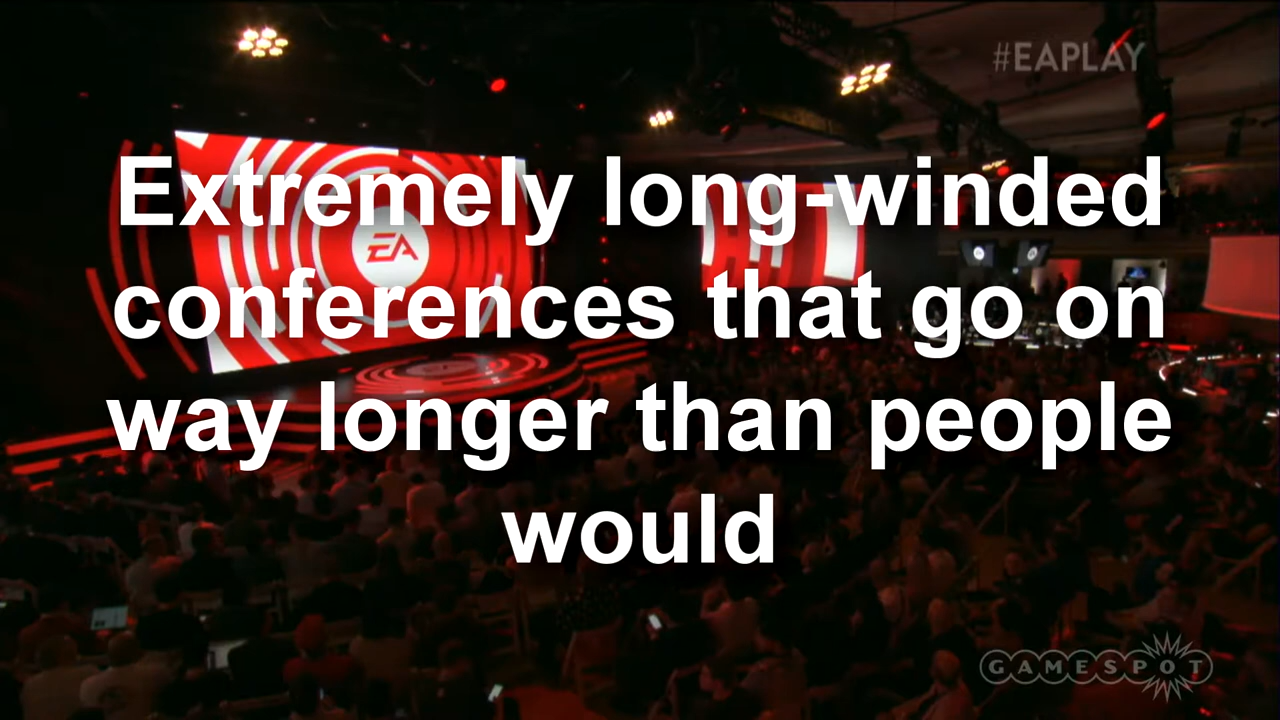 #EAPLAY
Extremely long-winded
EA
conferences that go on
way longer than people
would
GAMESPOT